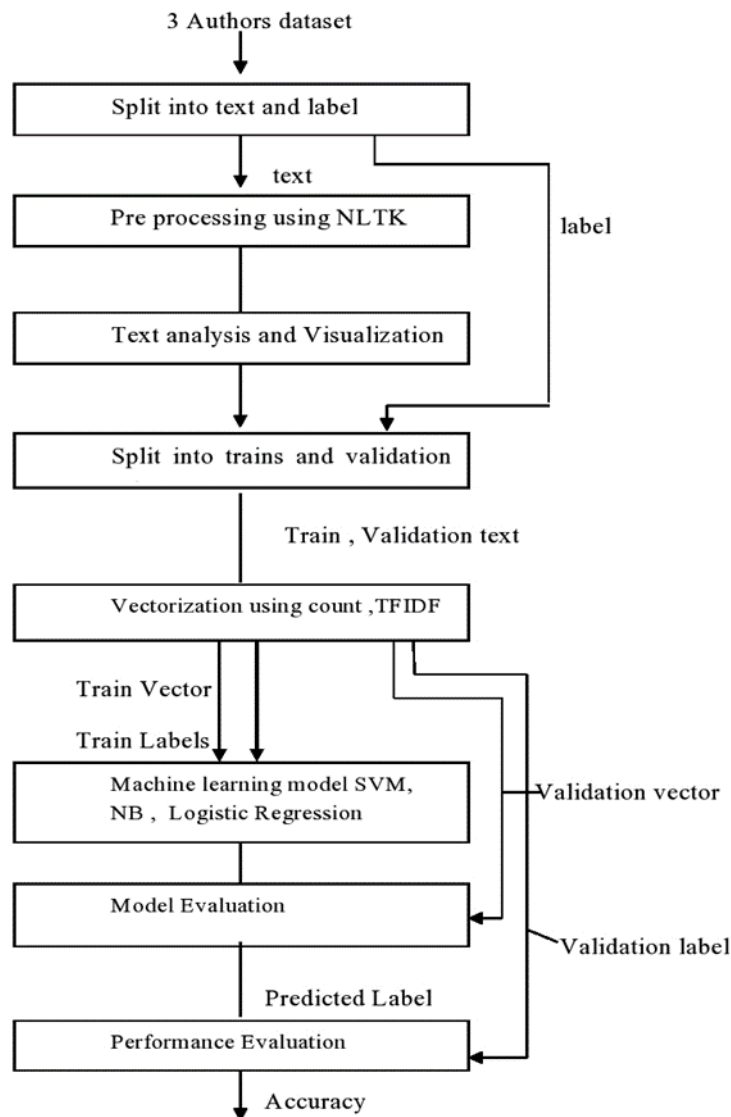 3 Authors dataset
Split into text and label
text
Pre processing using NLTK
label
Text analysis and Visualization
Split into trains and validation
Train , Validation text
Vectorization using count ,TFIDF
Train Vector
Train Labels
Machine learning model SVM,
NB , Logistic Regression
Validation vector
Model Evaluation
Validation label
Predicted Label
Performance Evaluation
Accuracy